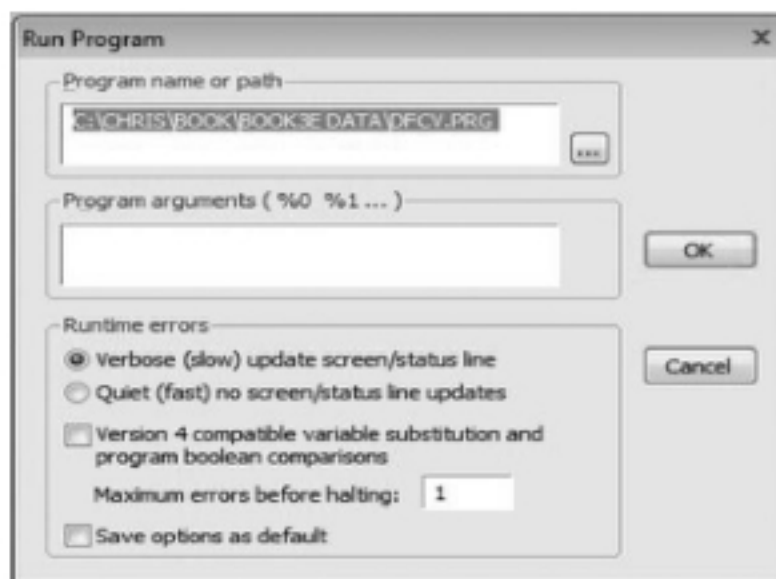 Run Program
Program name or path
C:\CHRIS\BOOK\BOOK3E DATA\DFCV.PRG
...
Program arguments ( %0 %1 ... )
OK
Runtime errors
Verbose (slow) update screen/status line
Cancel
Quiet (fast) no screen/status line updates
Version 4 compatible variable substitution and
program boolean comparisons
Maximum errors before halting: 1
Save options as default